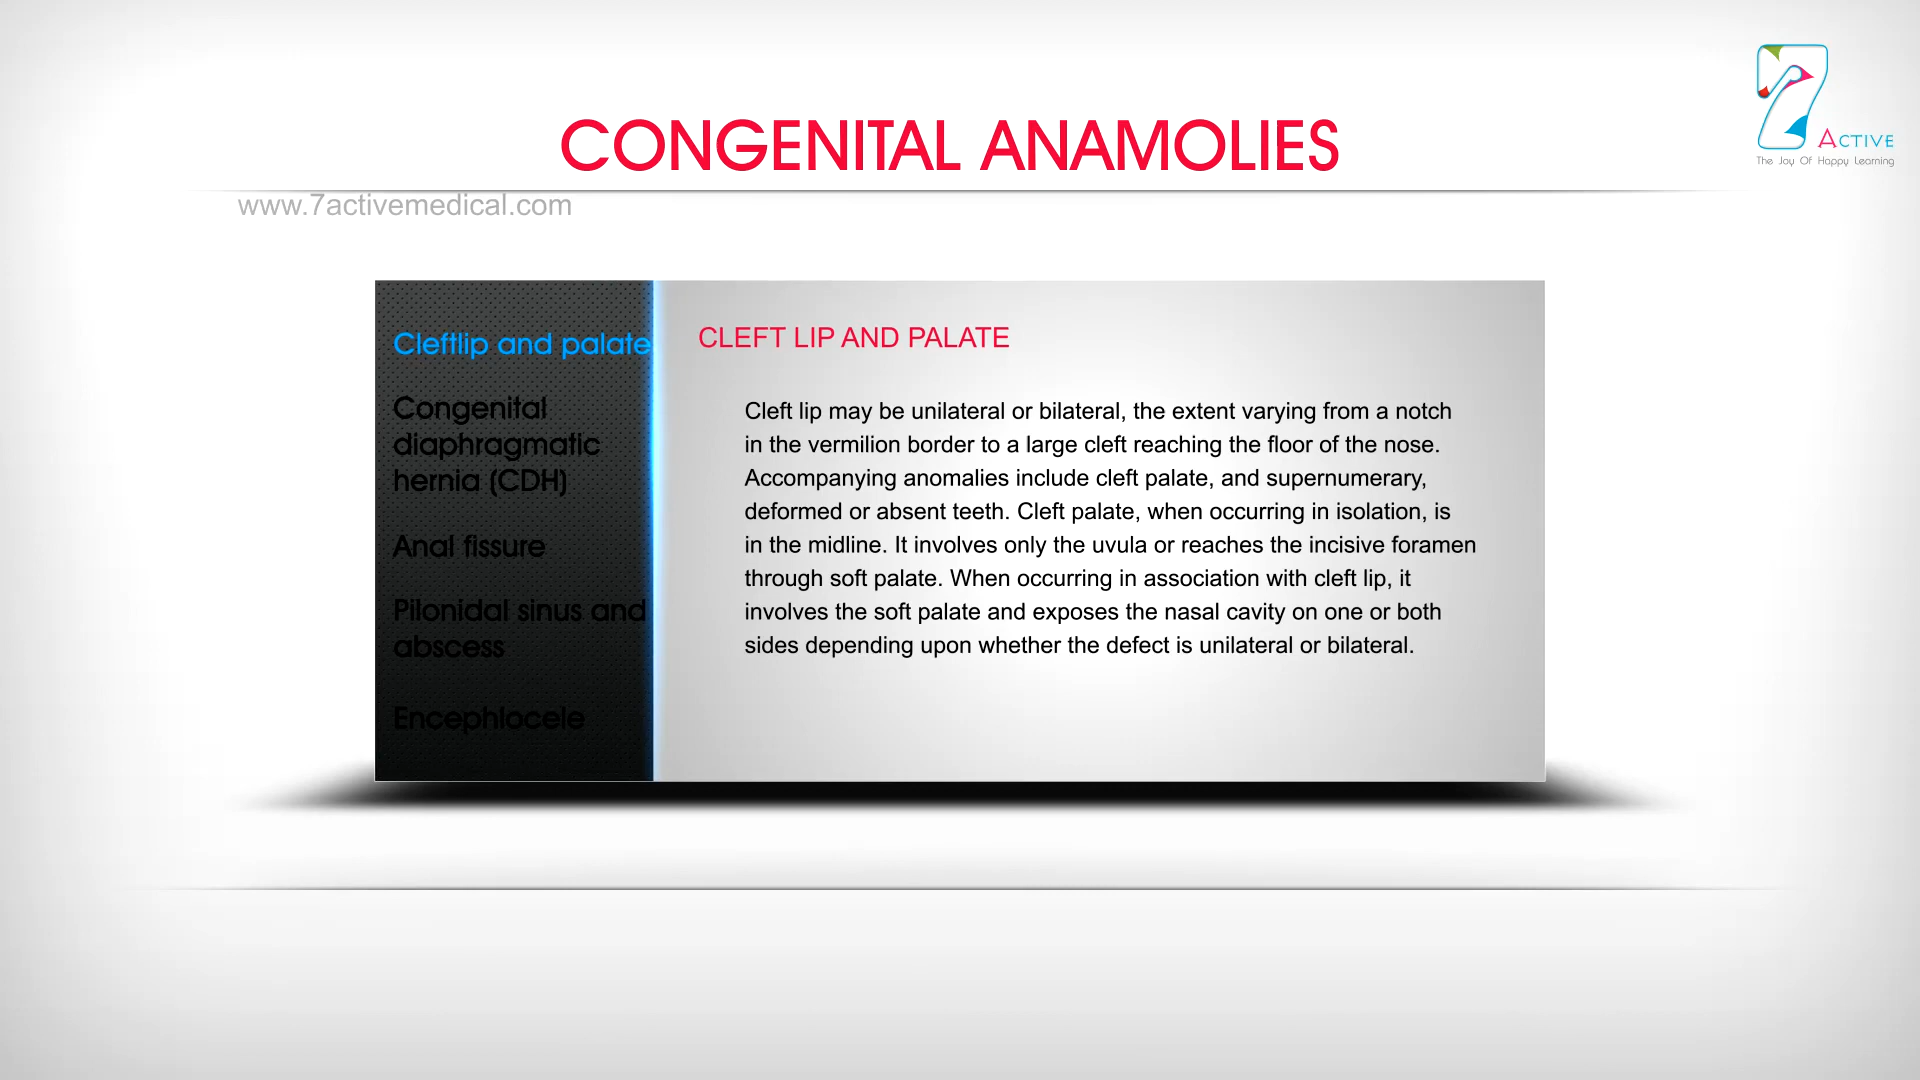 CONGENITAL ANAMOLIES
www.7activemedical.com
7 ACTIVE
The Joy Of Happy Learning
Cleftlip and palate
Congenital
diaphragmatic
hernia (CDH)
Anal fissure
Pilonidal sinus and
abscess
Encephlocele
CLEFT LIP AND PALATE
Cleft lip may be unilateral or bilateral, the extent varying from a notch
in the vermilion border to a large cleft reaching the floor of the nose.
Accompanying anomalies include cleft palate, and supernumerary,
deformed or absent teeth. Cleft palate, when occurring in isolation, is
in the midline. It involves only the uvula or reaches the incisive foramen
through soft palate. When occurring in association with cleft lip, it
involves the soft palate and exposes the nasal cavity on one or both
sides depending upon whether the defect is unilateral or bilateral.